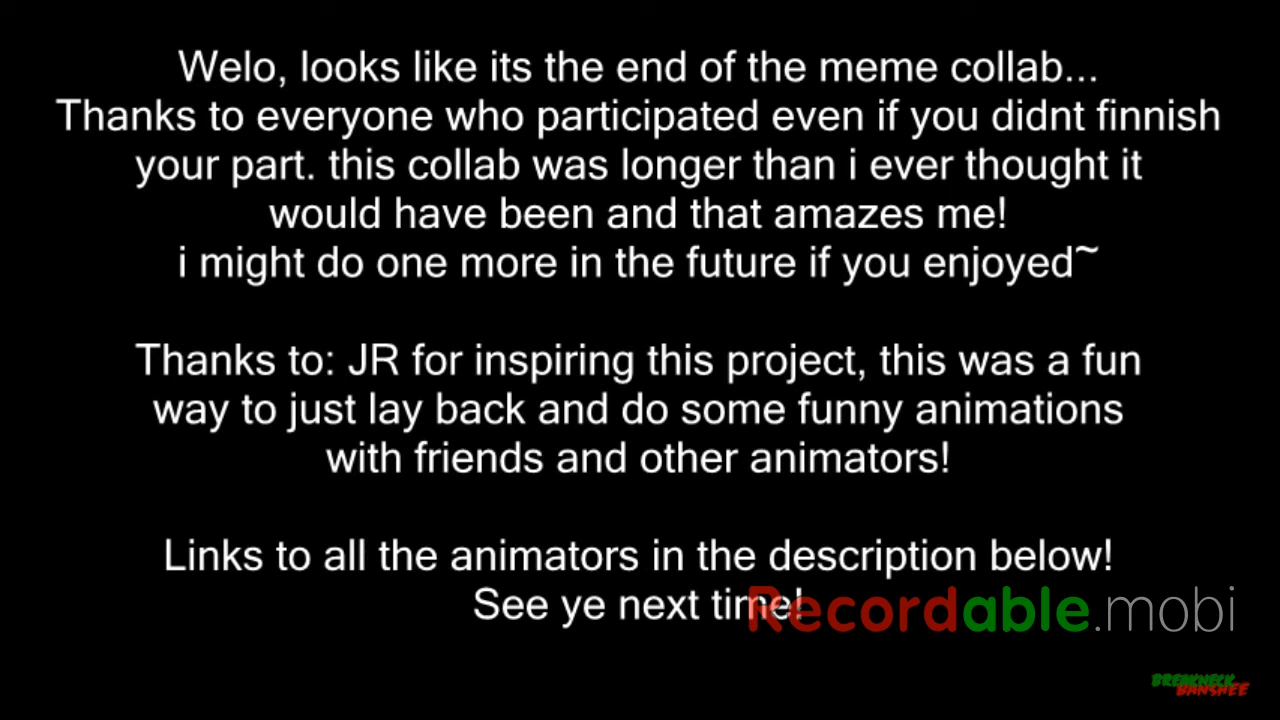 Welo, looks like its the end of the meme collab...
Thanks to everyone who participated even if you didnt finnish
your part. this collab was longer than i ever thought it
would have been and that amazes me!
i might do one more in the future if you enjoyed~
Thanks to: JR for inspiring this project, this was a fun
way to just lay back and do some funny animations
with friends and other animators!
Links to all the animators in the description below!
See ye next time!
Recordable.mobi
BREAKNECK
BANSHEE